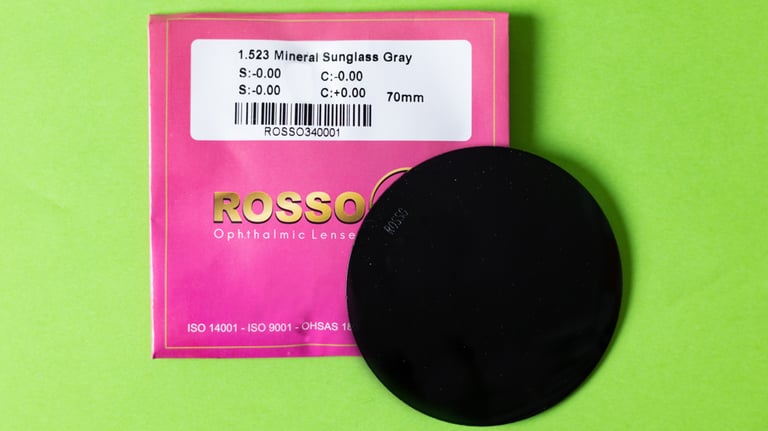 1.523 Mineral Sunglass Gray
S:-0.00 C:-0.00
S:-0.00 C:+0.00 70mm
ROSSO340001
ROSSO
Ophthalmic Lense
ISO 14001 - ISO 9001 - OHSAS 18
ROSSO